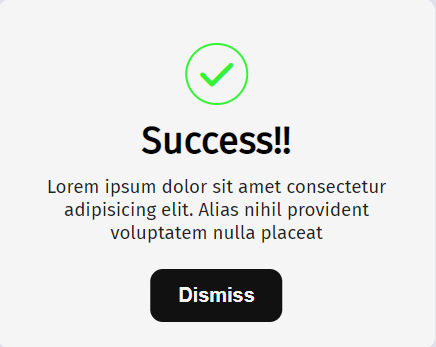 Success!!
Lorem ipsum dolor sit amet consectetur
adipisicing elit. Alias nihil provident
voluptatem nulla placeat
Dismiss